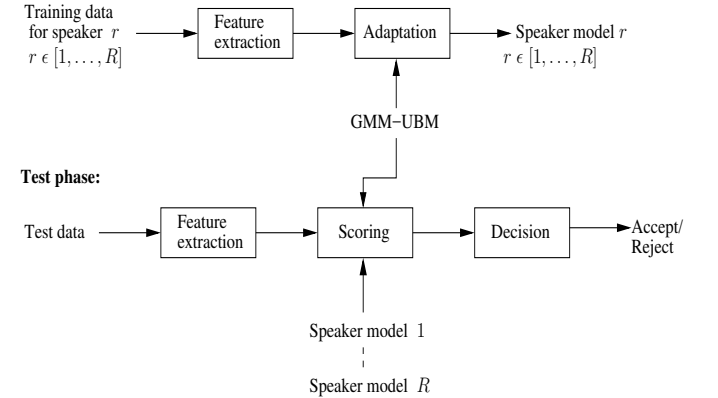 Training data
for speaker r
r ϵ [1, . . . , R]
Feature
extraction
Adaptation
Speaker model r
r ϵ [1, . . . , R]
GMM−UBM
Test phase:
Test data
Feature
extraction
Scoring
Decision
Accept/
Reject
Speaker model 1
Speaker model R